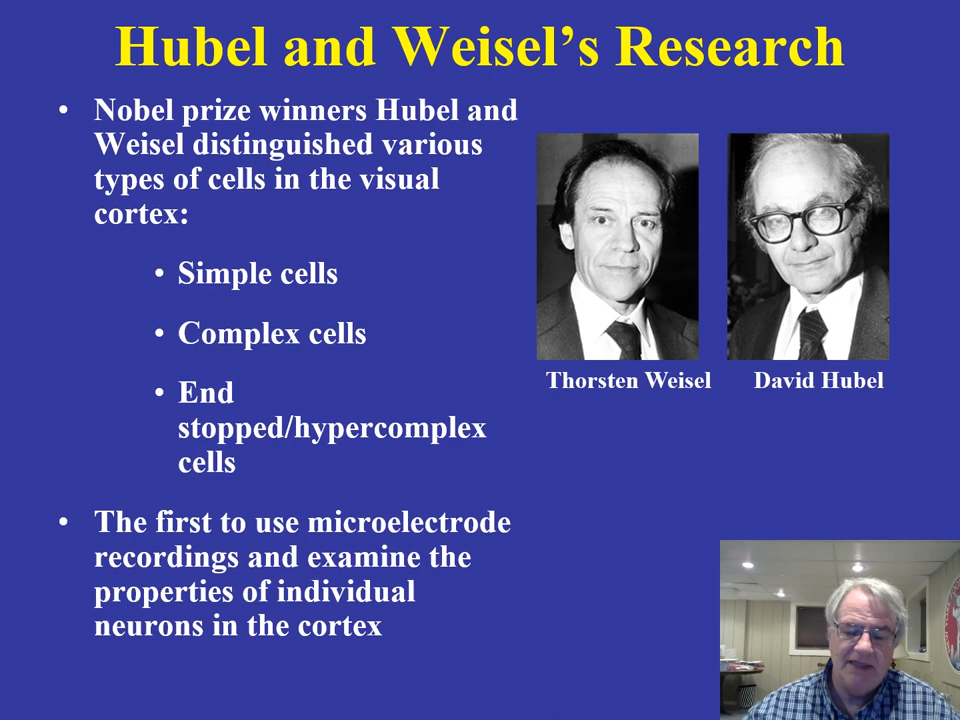 Hubel and Weisel's Research
• Nobel prize winners Hubel and
Weisel distinguished various
types of cells in the visual
cortex:
• Simple cells
• Complex cells
• End
stopped/hypercomplex
cells
• The first to use microelectrode
recordings and examine the
properties of individual
neurons in the cortex
Thorsten Weisel
David Hubel